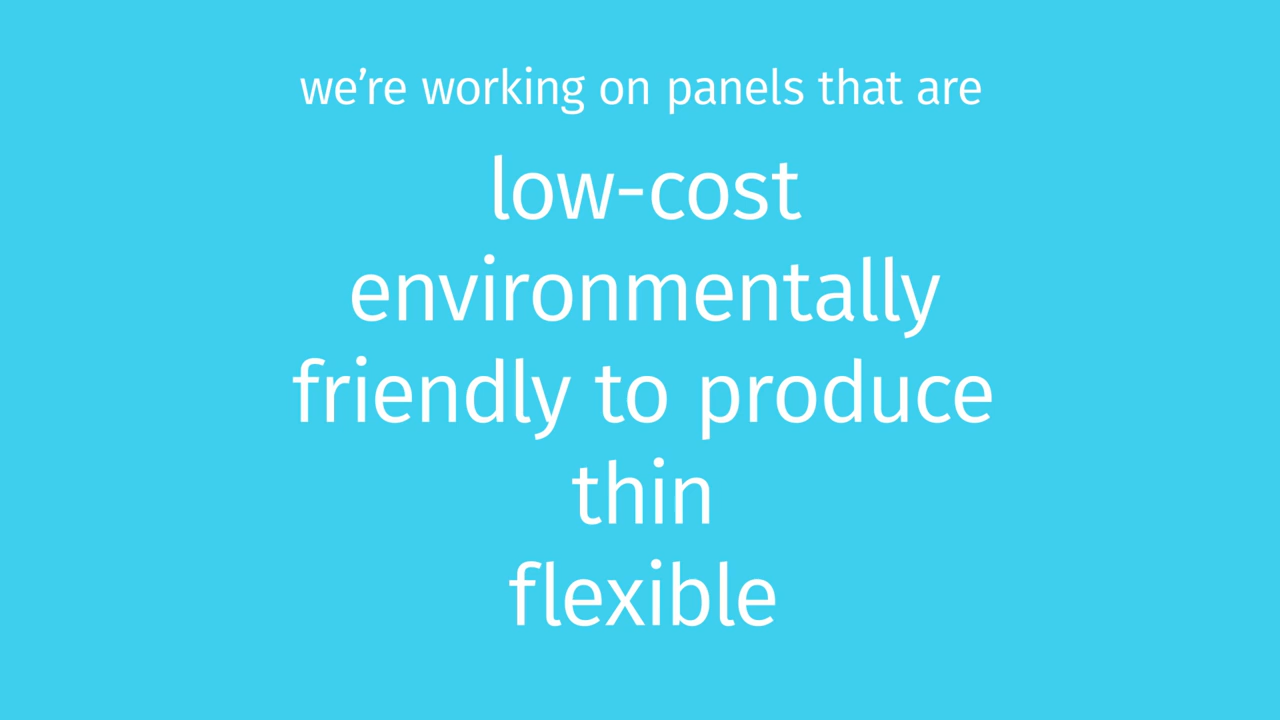 we’re working on panels that are
low-cost
environmentally
friendly to produce
thin
flexible